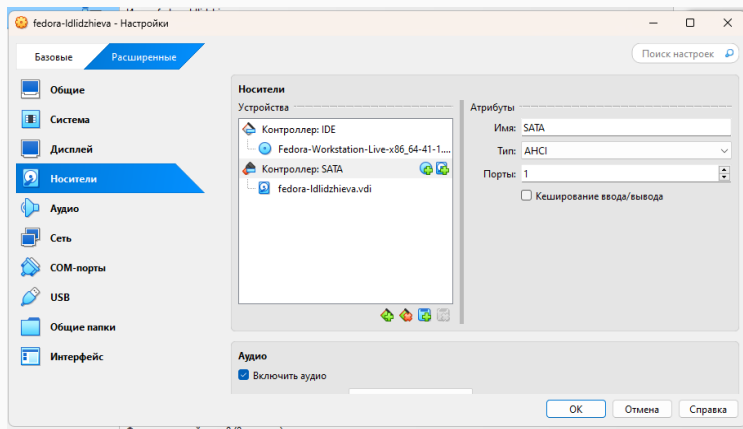 fedora-ldlidzhieva - Настройки
Базовые
Расширенные
Поиск настроек
Общие
Система
Дисплей
Носители
Аудио
Сеть
COM-порты
USB
Общие папки
Интерфейс
Носители
Устройства
Контроллер: IDE
Fedora-Workstation-Live-x86_64-41-1....
Контроллер: SATA
fedora-ldlidzhieva.vdi
Атрибуты
Имя: SATA
Тип: AHCI
Порты: 1
Кеширование ввода/вывода
Аудио
Включить аудио
OK
Отмена
Справка